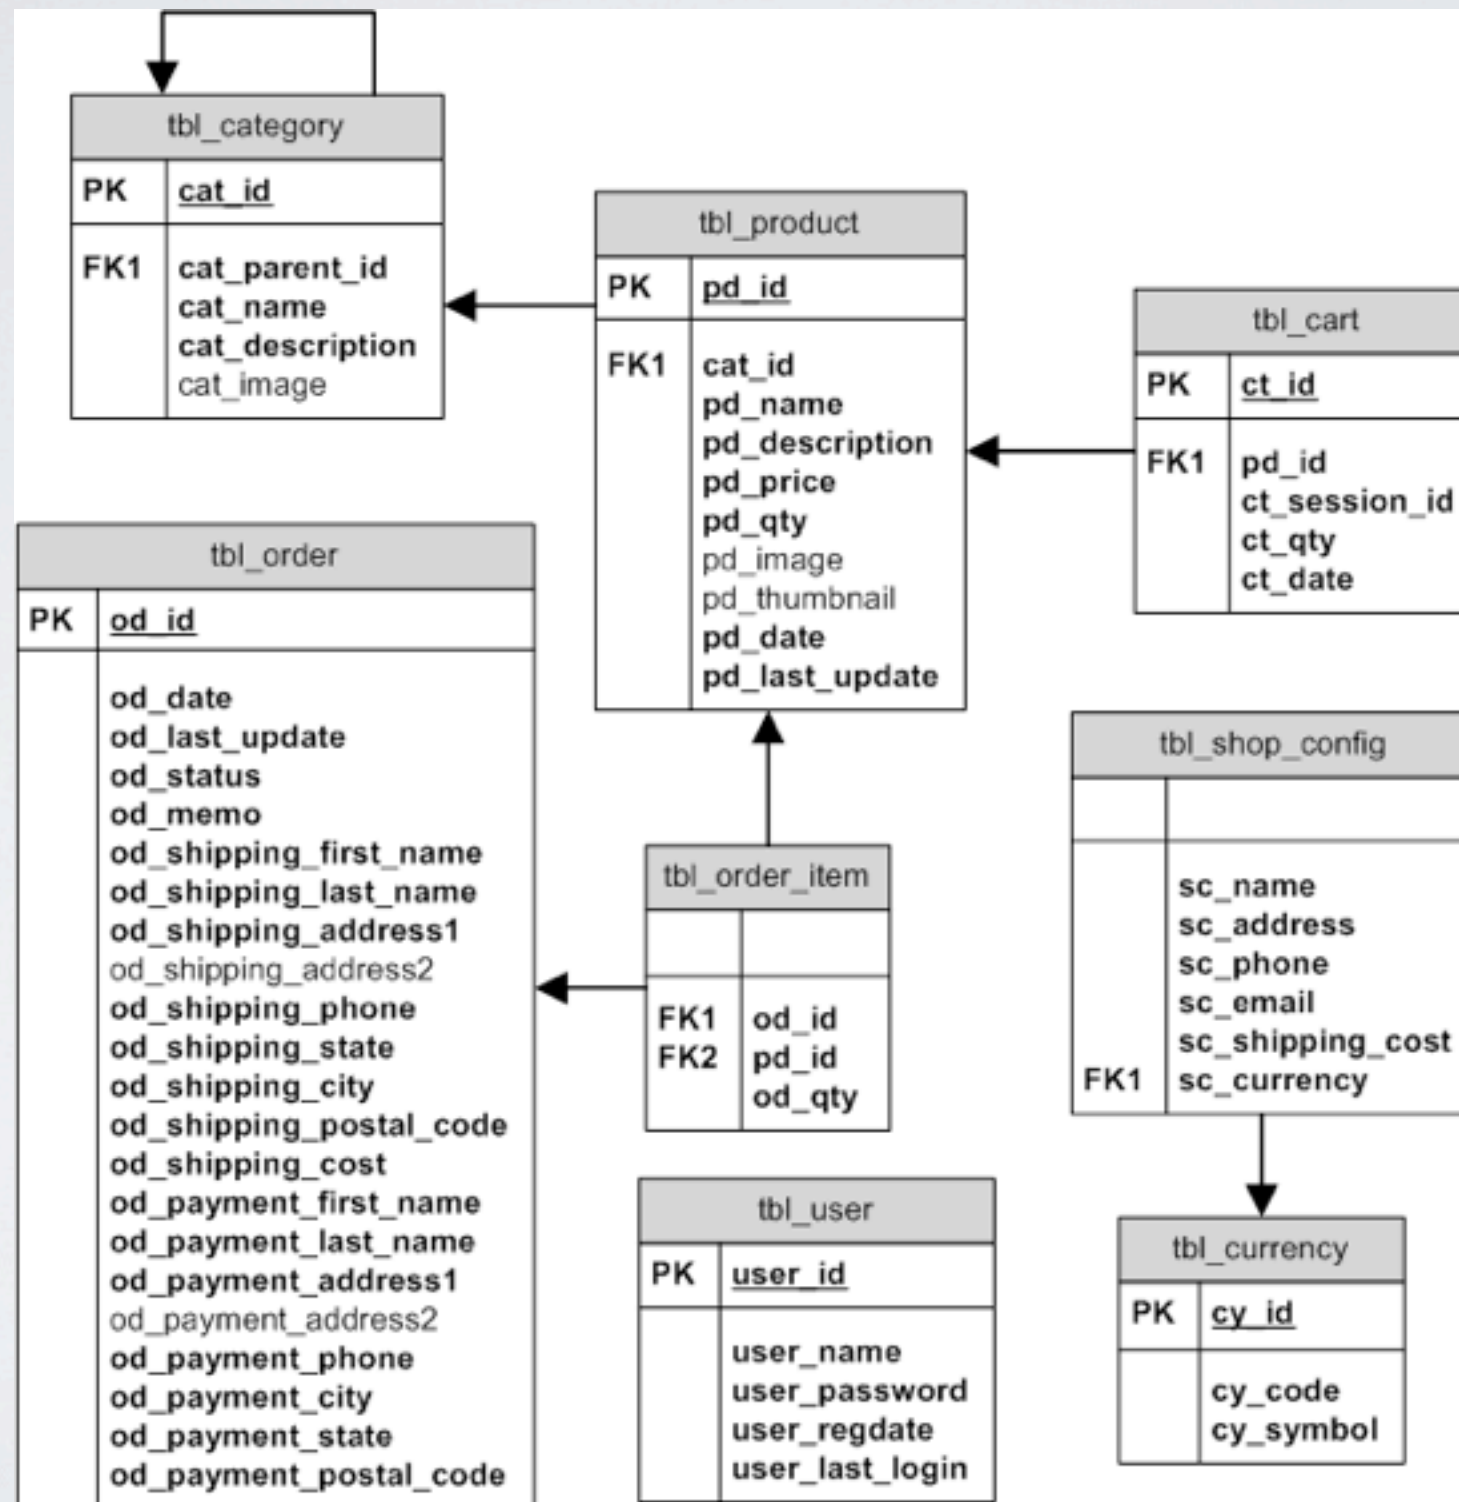 tbl_category
PK cat_id
FK1 cat_parent_id
cat_name
cat_description
cat_image
tbl_product
PK pd_id
FK1 cat_id
pd_name
pd_description
pd_price
pd_qty
pd_image
pd_thumbnail
pd_date
pd_last_update
tbl_cart
PK ct_id
FK1 pd_id
ct_session_id
ct_qty
ct_date
tbl_order
PK od_id
od_date
od_last_update
od_status
od_memo
od_shipping_first_name
od_shipping_last_name
od_shipping_address1
od_shipping_address2
od_shipping_phone
od_shipping_state
od_shipping_city
od_shipping_postal_code
od_shipping_cost
od_payment_first_name
od_payment_last_name
od_payment_address1
od_payment_address2
od_payment_phone
od_payment_city
od_payment_state
od_payment_postal_code
tbl_order_item
FK1 od_id
FK2 pd_id
od_qty
tbl_shop_config
sc_name
sc_address
sc_phone
sc_email
sc_shipping_cost
FK1 sc_currency
tbl_user
PK user_id
user_name
user_password
user_regdate
user_last_login
tbl_currency
PK cy_id
cy_code
cy_symbol